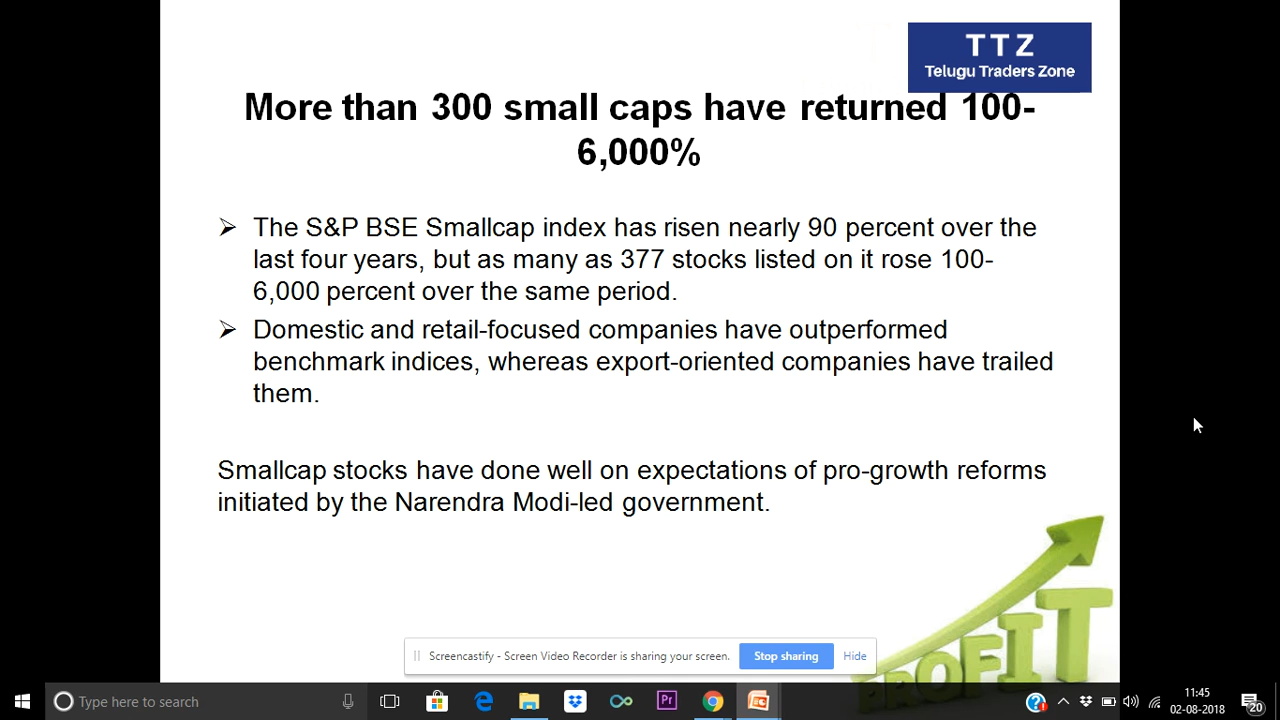 T T Z
Telugu Traders Zone
More than 300 small caps have returned 100-
6,000%
The S&P BSE Smallcap index has risen nearly 90 percent over the
last four years, but as many as 377 stocks listed on it rose 100-
6,000 percent over the same period.
Domestic and retail-focused companies have outperformed
benchmark indices, whereas export-oriented companies have trailed
them.
Smallcap stocks have done well on expectations of pro-growth reforms
initiated by the Narendra Modi-led government.
PROFIT
Screencastify - Screen Video Recorder is sharing your screen. Stop sharing Hide
Type here to search
Pr
11:45
02-08-2018
20